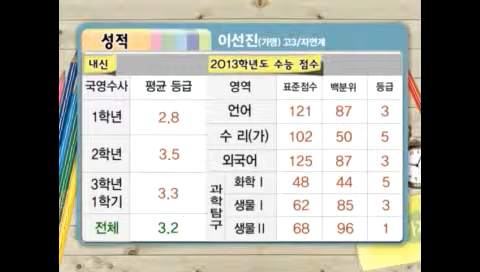 성적 이선진(가명) 고3/자연계
내신 2013학년도 수능 점수
국영수사 평균 등급 영역 표준점수 백분위 등급
1학년 2.8
2학년 3.5
3학년 1학기 3.3
전체 3.2
언어 121 87 3
수 리(가) 102 50 5
외국어 125 87 3
과학탐구
화학Ⅰ 48 44 5
생물Ⅰ 62 85 3
생물Ⅱ 68 96 1